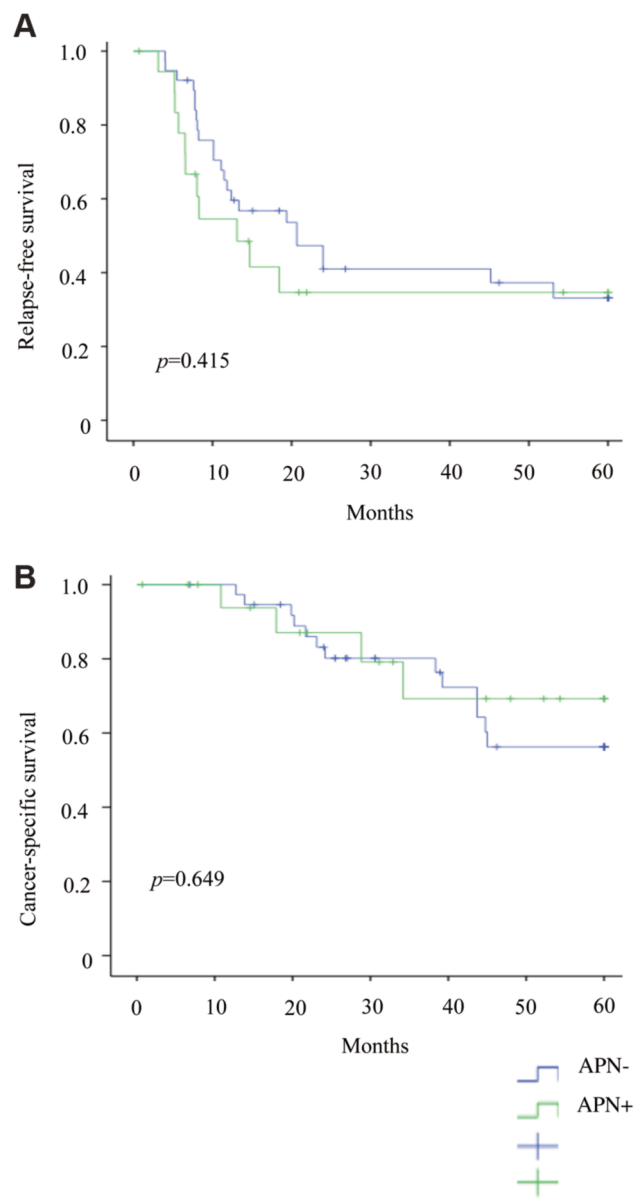 A
1.0
0.8
0.6
0.4
0.2
0
Relapse-free survival
p=0.415
0 10 20 30 40 50 60
Months
B
1.0
0.8
0.6
0.4
0.2
0
Cancer-specific survival
p=0.649
0 10 20 30 40 50 60
Months
APN-
APN+